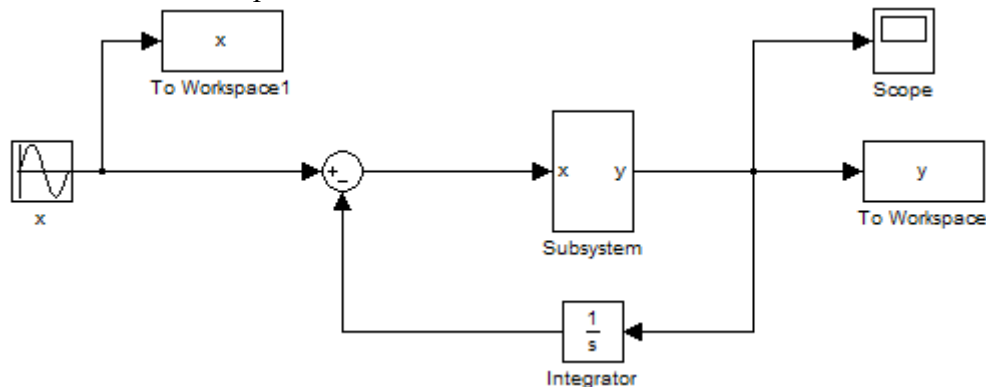 x
To Workspace1
Scope
x
+
−
x y
Subsystem
y
To Workspace
1
s
Integrator